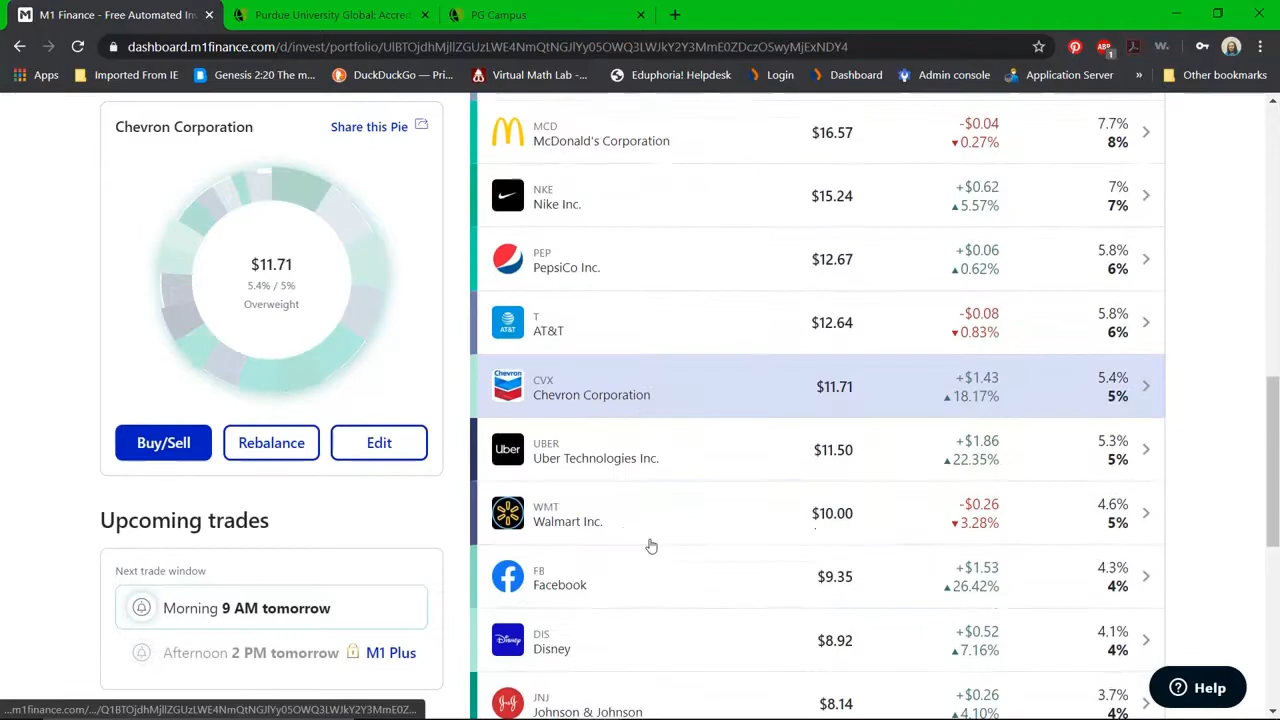 M1 Finance - Free Automated In
Purdue University Global: Accred
PG Campus
dashboard.m1finance.com/d/invest/portfolio/
Apps
Imported From IE
Genesis 2:20 The m...
DuckDuckGo – Pri...
Virtual Math Lab -...
Eduphoria! Helpdesk
Login
Dashboard
Admin console
Application Server
»
Other bookmarks
Chevron Corporation
Share this Pie
$11.71
5.4% / 5%
Overweight
Buy/Sell
Rebalance
Edit
Upcoming trades
Next trade window
Morning 9 AM tomorrow
Afternoon 2 PM tomorrow
M1 Plus
MCD
McDonald's Corporation
$16.57
-$0.04
▼0.27%
7.7%
8%
NKE
Nike Inc.
$15.24
+$0.62
▲5.57%
7%
7%
PEP
PepsiCo Inc.
$12.67
+$0.06
▲0.62%
5.8%
6%
AT&T
T
AT&T
$12.64
-$0.08
▼0.83%
5.8%
6%
Chevron
CVX
Chevron Corporation
$11.71
+$1.43
▲18.17%
5.4%
5%
Uber
UBER
Uber Technologies Inc.
$11.50
+$1.86
▲22.35%
5.3%
5%
WMT
Walmart Inc.
$10.00
-$0.26
▼3.28%
4.6%
5%
FB
Facebook
$9.35
+$1.53
▲26.42%
4.3%
4%
Disney
DIS
Disney
$8.92
+$0.52
▲7.16%
4.1%
4%
JNJ
Johnson & Johnson
$8.14
+$0.26
▲4.10%
3.7%
4%
Help